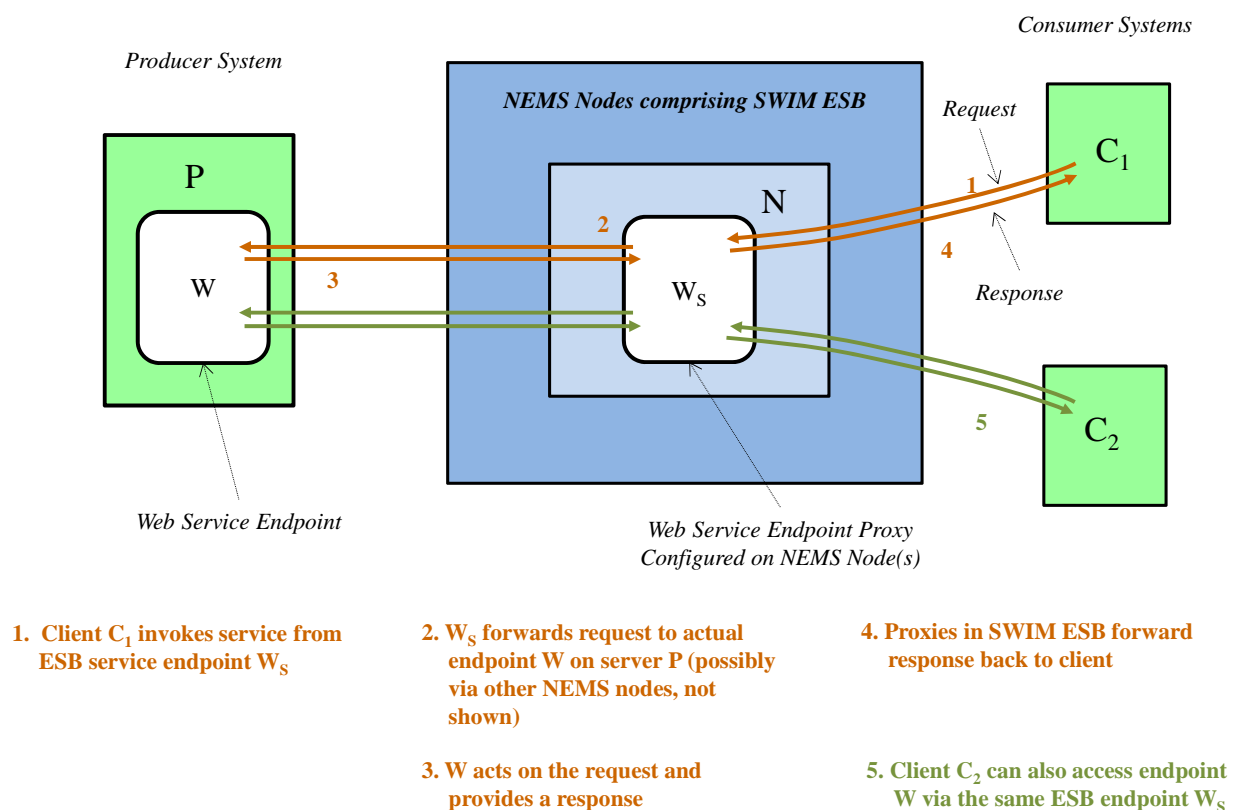 Consumer Systems
Producer System
NEMS Nodes comprising SWIM ESB
Request
P
C₁
1
N
2
4
W
3
Wₛ
Response
5
C₂
Web Service Endpoint
Web Service Endpoint Proxy
Configured on NEMS Node(s)
1. Client C₁ invokes service from
ESB service endpoint Wₛ
2. Wₛ forwards request to actual
endpoint W on server P (possibly
via other NEMS nodes, not
shown)
3. W acts on the request and
provides a response
4. Proxies in SWIM ESB forward
response back to client
5. Client C₂ can also access endpoint
W via the same ESB endpoint Wₛ